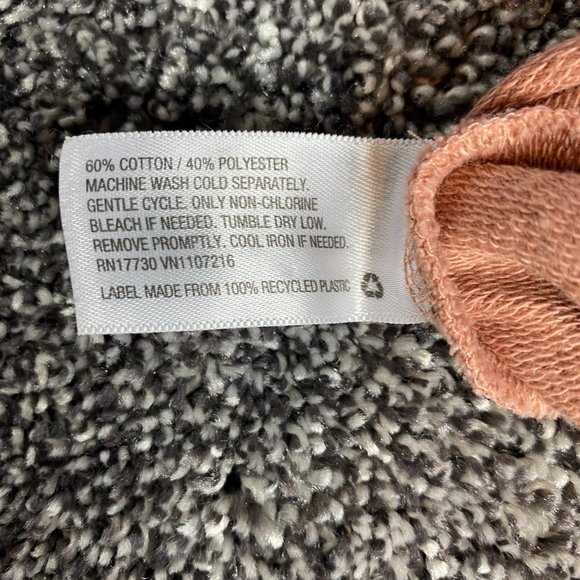 60% COTTON / 40% POLYESTER
MACHINE WASH COLD SEPARATELY.
GENTLE CYCLE. ONLY NON-CHLORINE
BLEACH IF NEEDED. TUMBLE DRY LOW.
REMOVE PROMPTLY. COOL IRON IF NEEDED.
RN17730 VN1107216
LABEL MADE FROM 100% RECYCLED PLASTIC